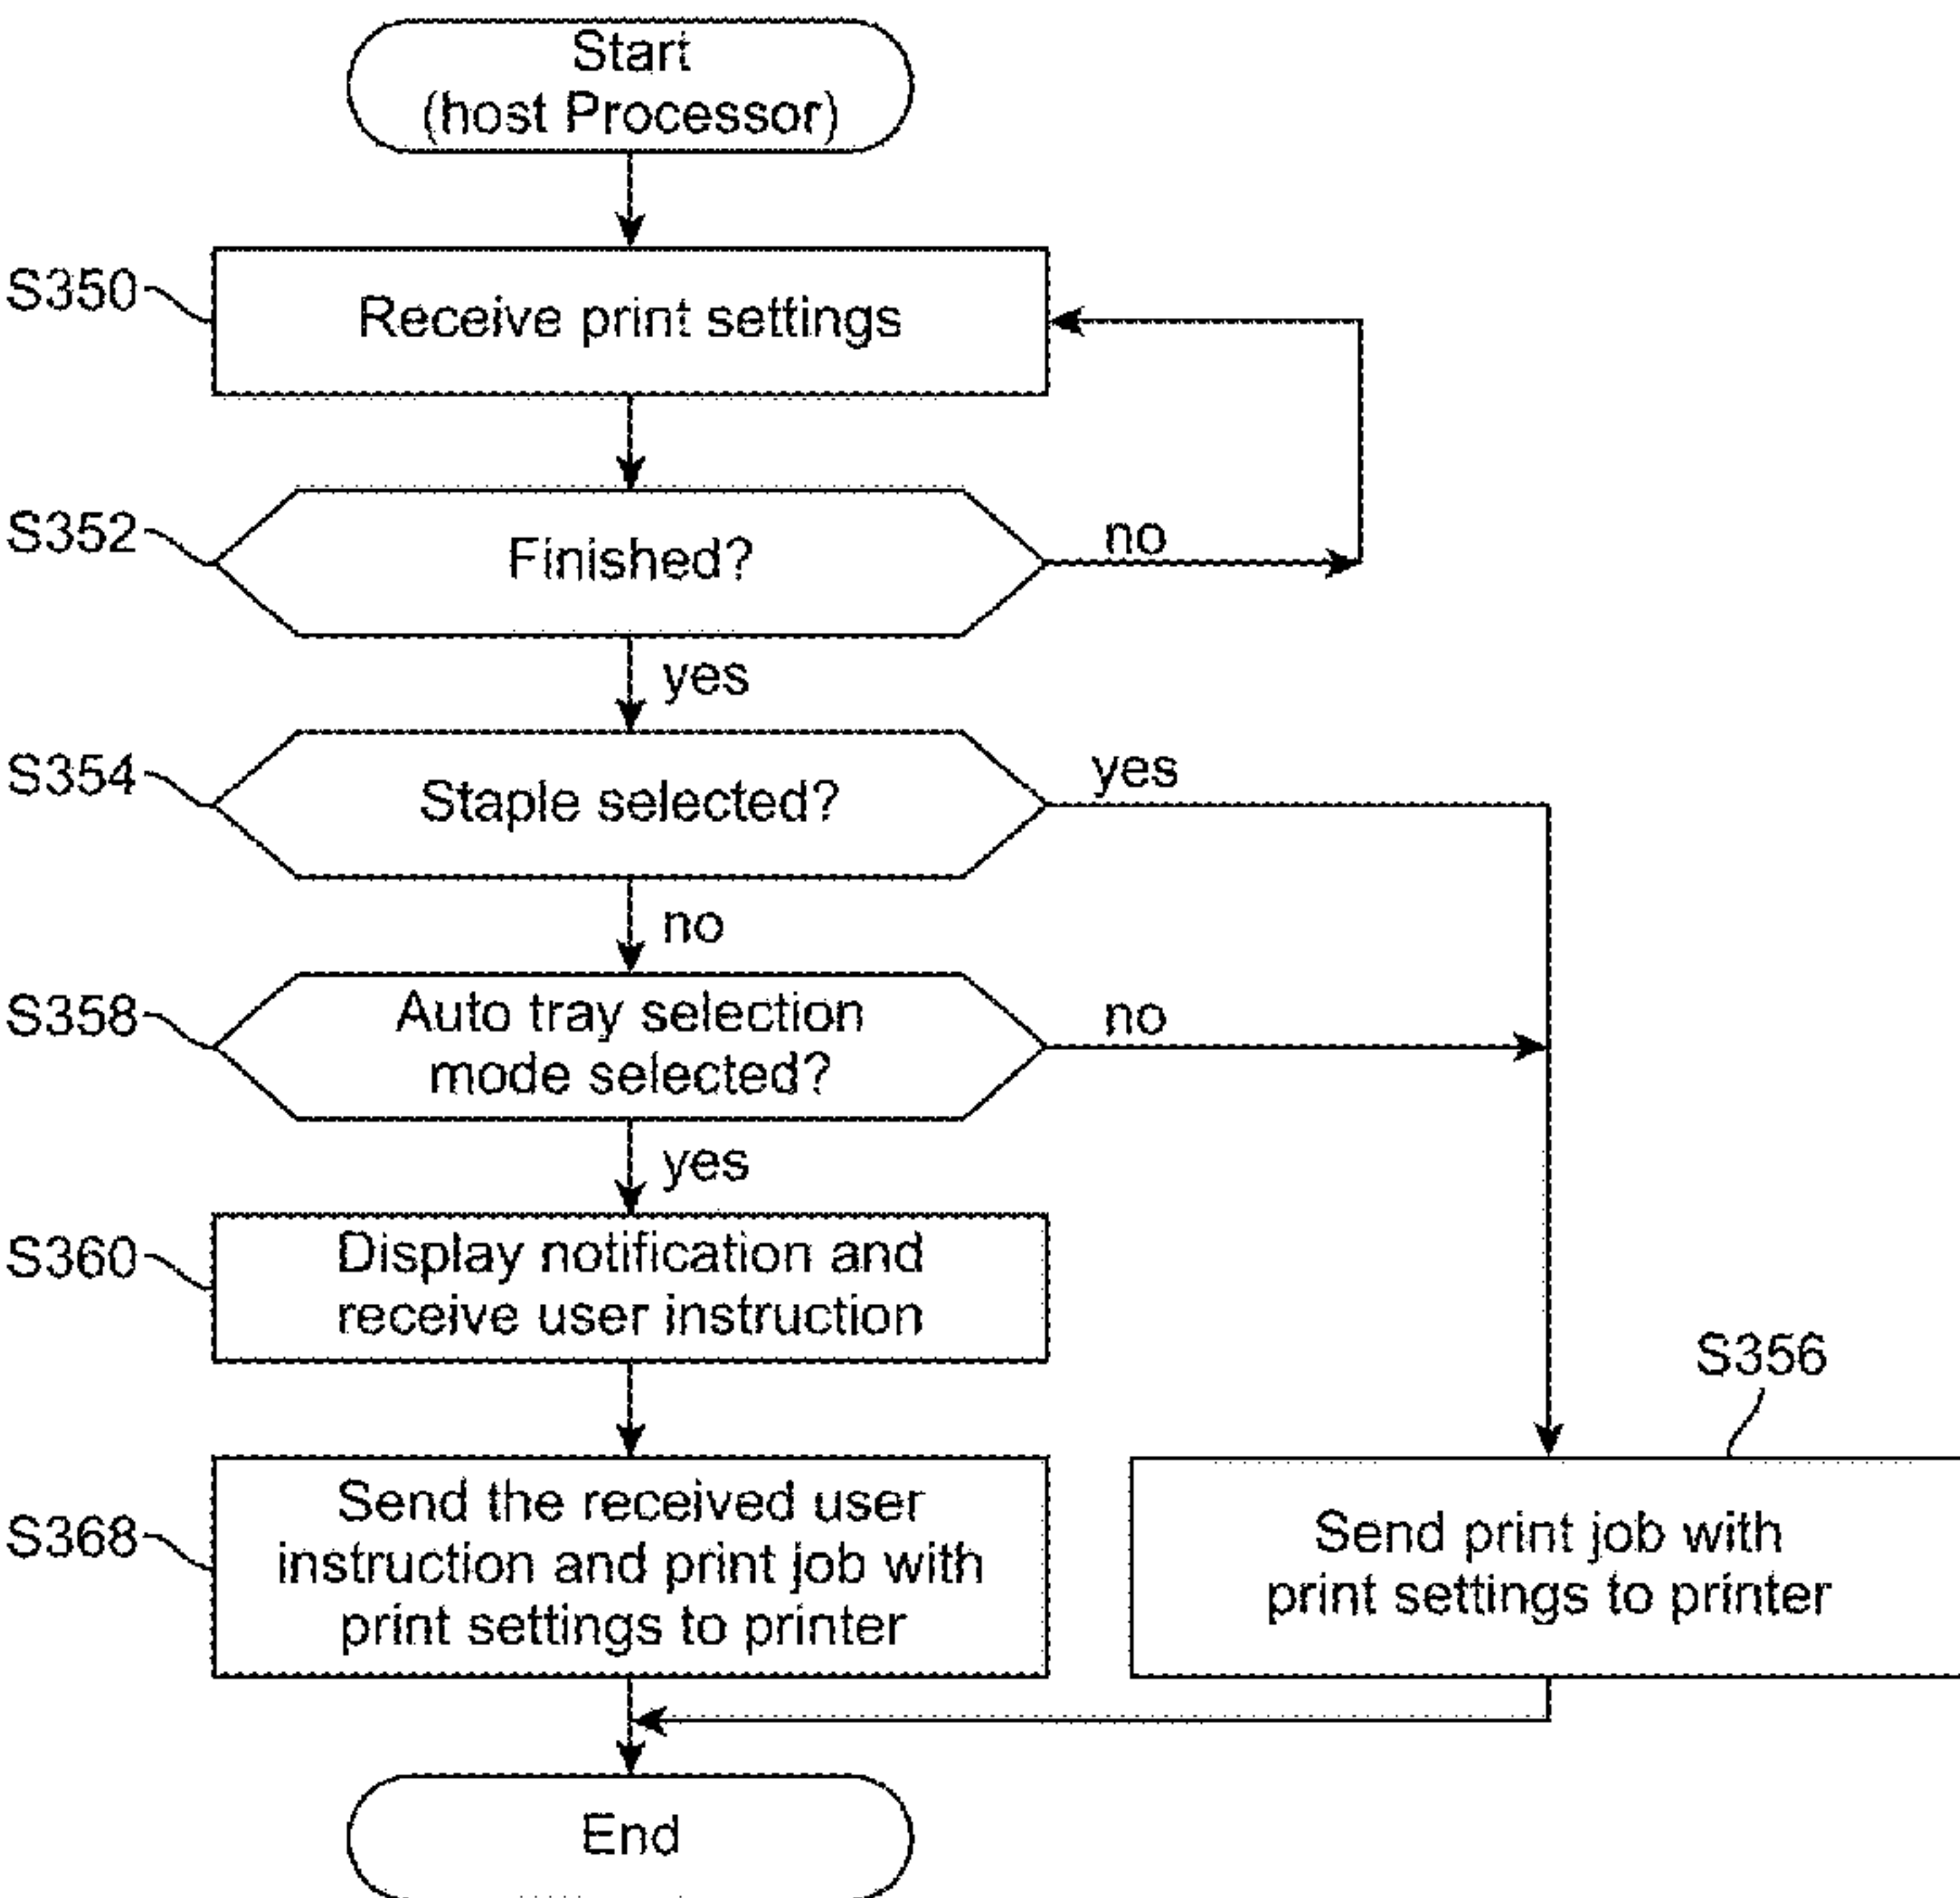 Start
(host Processor)
S350
Receive print settings
S352
Finished?
no
yes
S354
Staple selected?
yes
no
S358
Auto tray selection
mode selected?
no
yes
S360
Display notification and
receive user instruction
S356
S368
Send the received user
instruction and print job with
print settings to printer
Send print job with
print settings to printer
End